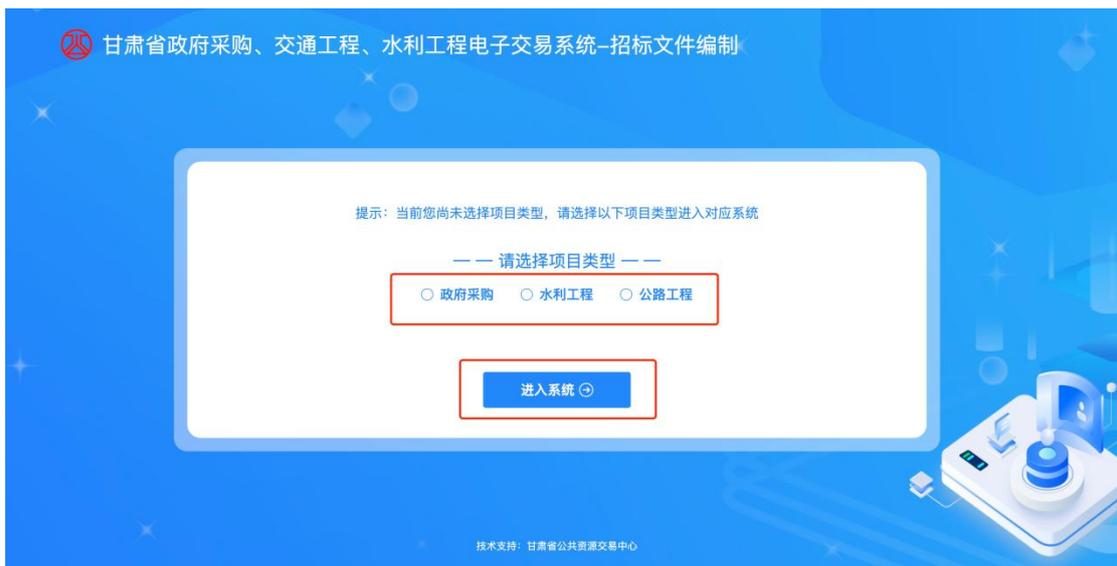 甘肃省政府采购、交通工程、水利工程电子交易系统-招标文件编制
提示：当前您尚未选择项目类型，请选择以下项目类型进入对应系统
—— 请选择项目类型 ——
政府采购 水利工程 公路工程
进入系统
技术支持：甘肃省公共资源交易中心